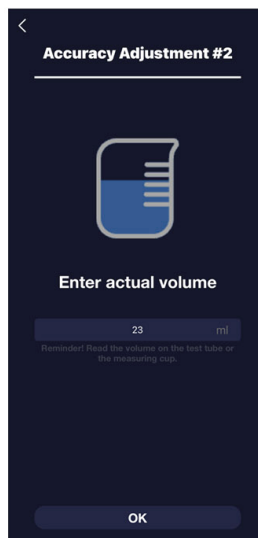 Accuracy Adjustment #2
Enter actual volume
23 ml
Reminder! Read the volume on the test tube or
the measuring cup.
OK